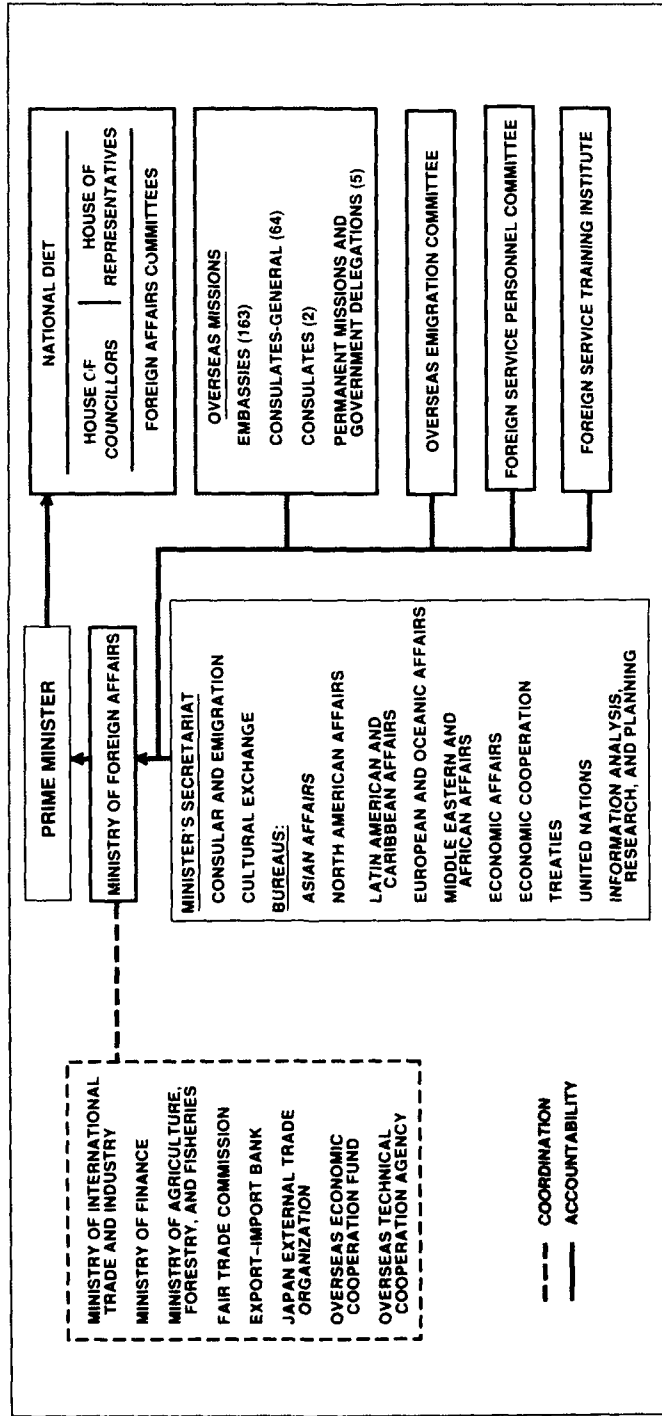 PRIME MINISTER
MINISTRY OF FOREIGN AFFAIRS
MINISTRY OF INTERNATIONAL
TRADE AND INDUSTRY
MINISTRY OF FINANCE
MINISTRY OF AGRICULTURE,
FORESTRY, AND FISHERIES
FAIR TRADE COMMISSION
EXPORT-IMPORT BANK
JAPAN EXTERNAL TRADE
ORGANIZATION
OVERSEAS ECONOMIC
COOPERATION FUND
OVERSEAS TECHNICAL
COOPERATION AGENCY
COORDINATION
ACCOUNTABILITY
MINISTER'S SECRETARIAT
CONSULAR AND EMIGRATION
CULTURAL EXCHANGE
BUREAUS:
ASIAN AFFAIRS
NORTH AMERICAN AFFAIRS
LATIN AMERICAN AND
CARIBBEAN AFFAIRS
EUROPEAN AND OCEANIC AFFAIRS
MIDDLE EASTERN AND
AFRICAN AFFAIRS
ECONOMIC AFFAIRS
ECONOMIC COOPERATION
TREATIES
UNITED NATIONS
INFORMATION ANALYSIS,
RESEARCH, AND PLANNING
NATIONAL DIET
HOUSE OF
COUNCILLORS
HOUSE OF
REPRESENTATIVES
FOREIGN AFFAIRS COMMITTEES
OVERSEAS MISSIONS
EMBASSIES (163)
CONSULATES-GENERAL (64)
CONSULATES (2)
PERMANENT MISSIONS AND
GOVERNMENT DELEGATIONS (5)
OVERSEAS EMIGRATION COMMITTEE
FOREIGN SERVICE PERSONNEL COMMITTEE
FOREIGN SERVICE TRAINING INSTITUTE